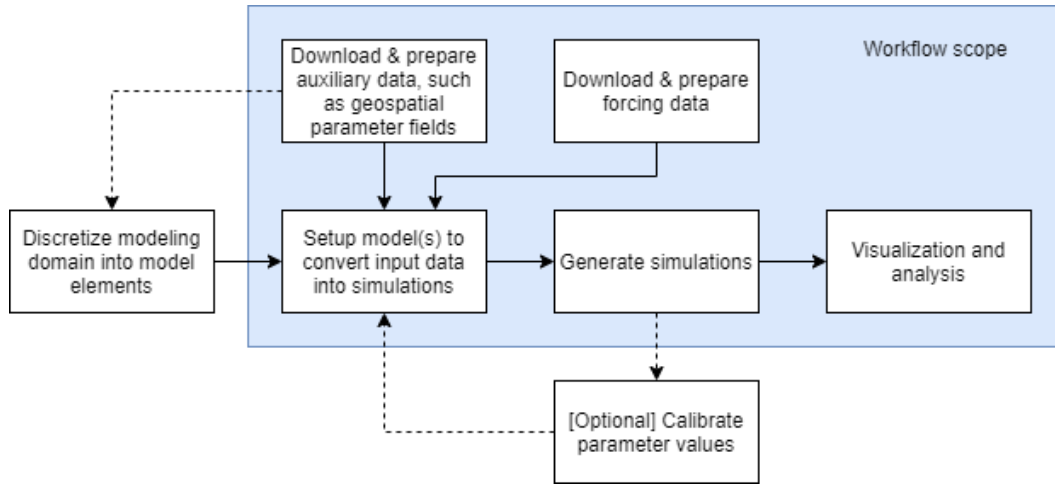 Workflow scope
Download & prepare
auxiliary data, such
as geospatial
parameter fields
Download & prepare
forcing data
Discretize modeling
domain into model
elements
Setup model(s) to
convert input data
into simulations
Generate simulations
Visualization and
analysis
[Optional] Calibrate
parameter values